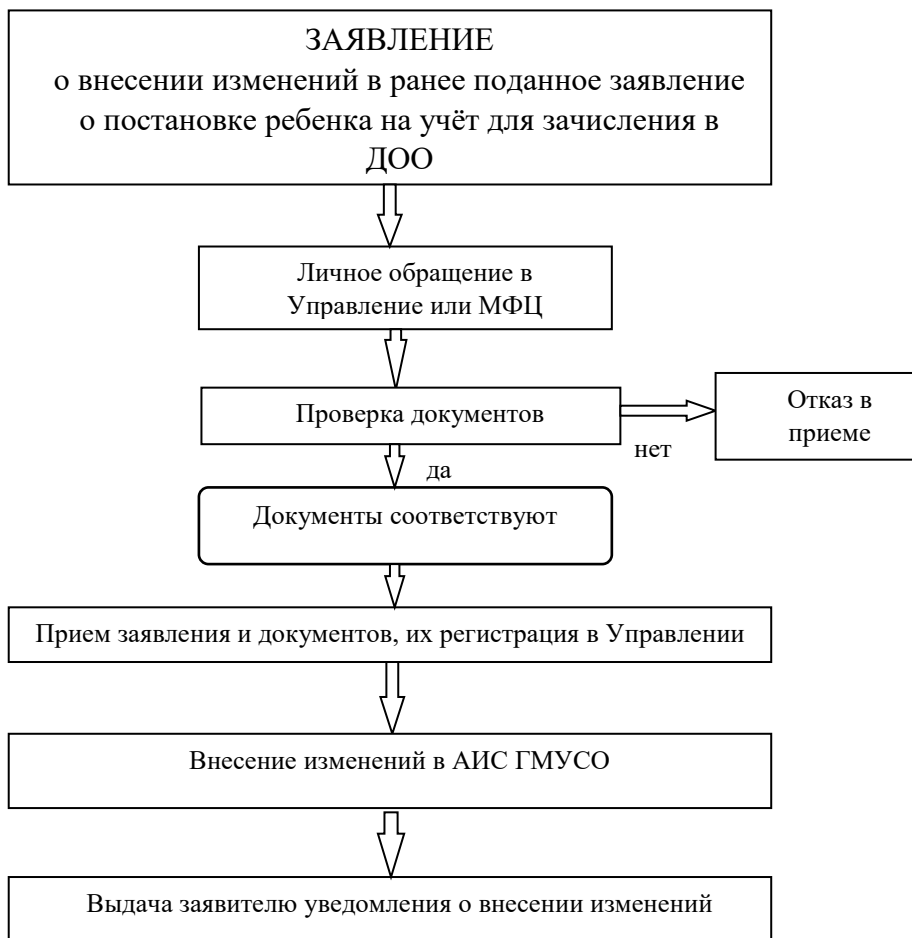 ЗАЯВЛЕНИЕ
о внесении изменений в ранее поданное заявление
о постановке ребенка на учёт для зачисления в
ДОО
Личное обращение в
Управление или МФЦ
Проверка документов
Отказ в
приеме
нет
да
Документы соответствуют
Прием заявления и документов, их регистрация в Управлении
Внесение изменений в АИС ГМУСО
Выдача заявителю уведомления о внесении изменений